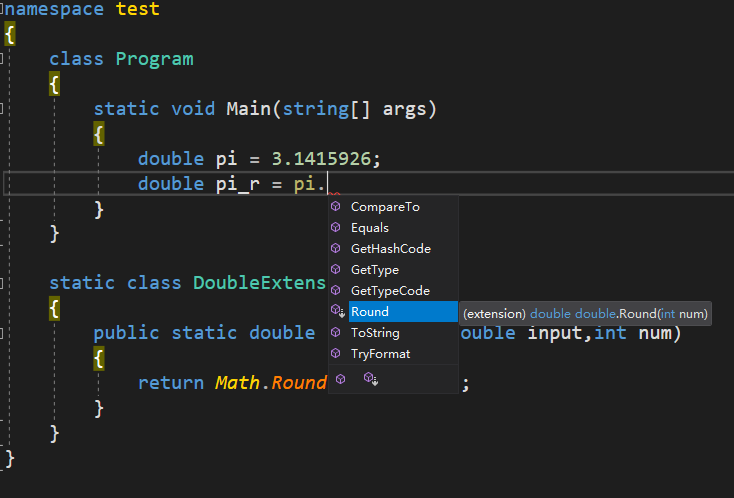 namespace test
{
class Program
{
static void Main(string[] args)
{
double pi = 3.1415926;
double pi_r = pi.
}
}
CompareTo
Equals
GetHashCode
GetType
GetTypeCode
Round
ToString
TryFormat
(extension) double double.Round(int num)
static class DoubleExtens
{
public static double ouble input,int num)
{
return Math.Round ;
}
}
}